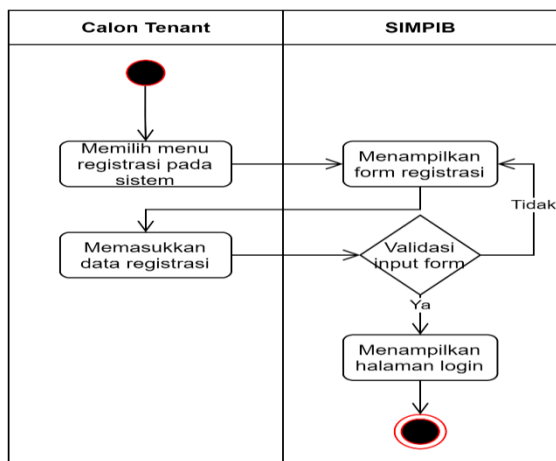 Calon Tenant
SIMPIB
Memilih menu
registrasi pada
sistem
Menampilkan
form registrasi
Tidak
Memasukkan
data registrasi
Validasi
input form
Ya
Menampilkan
halaman login